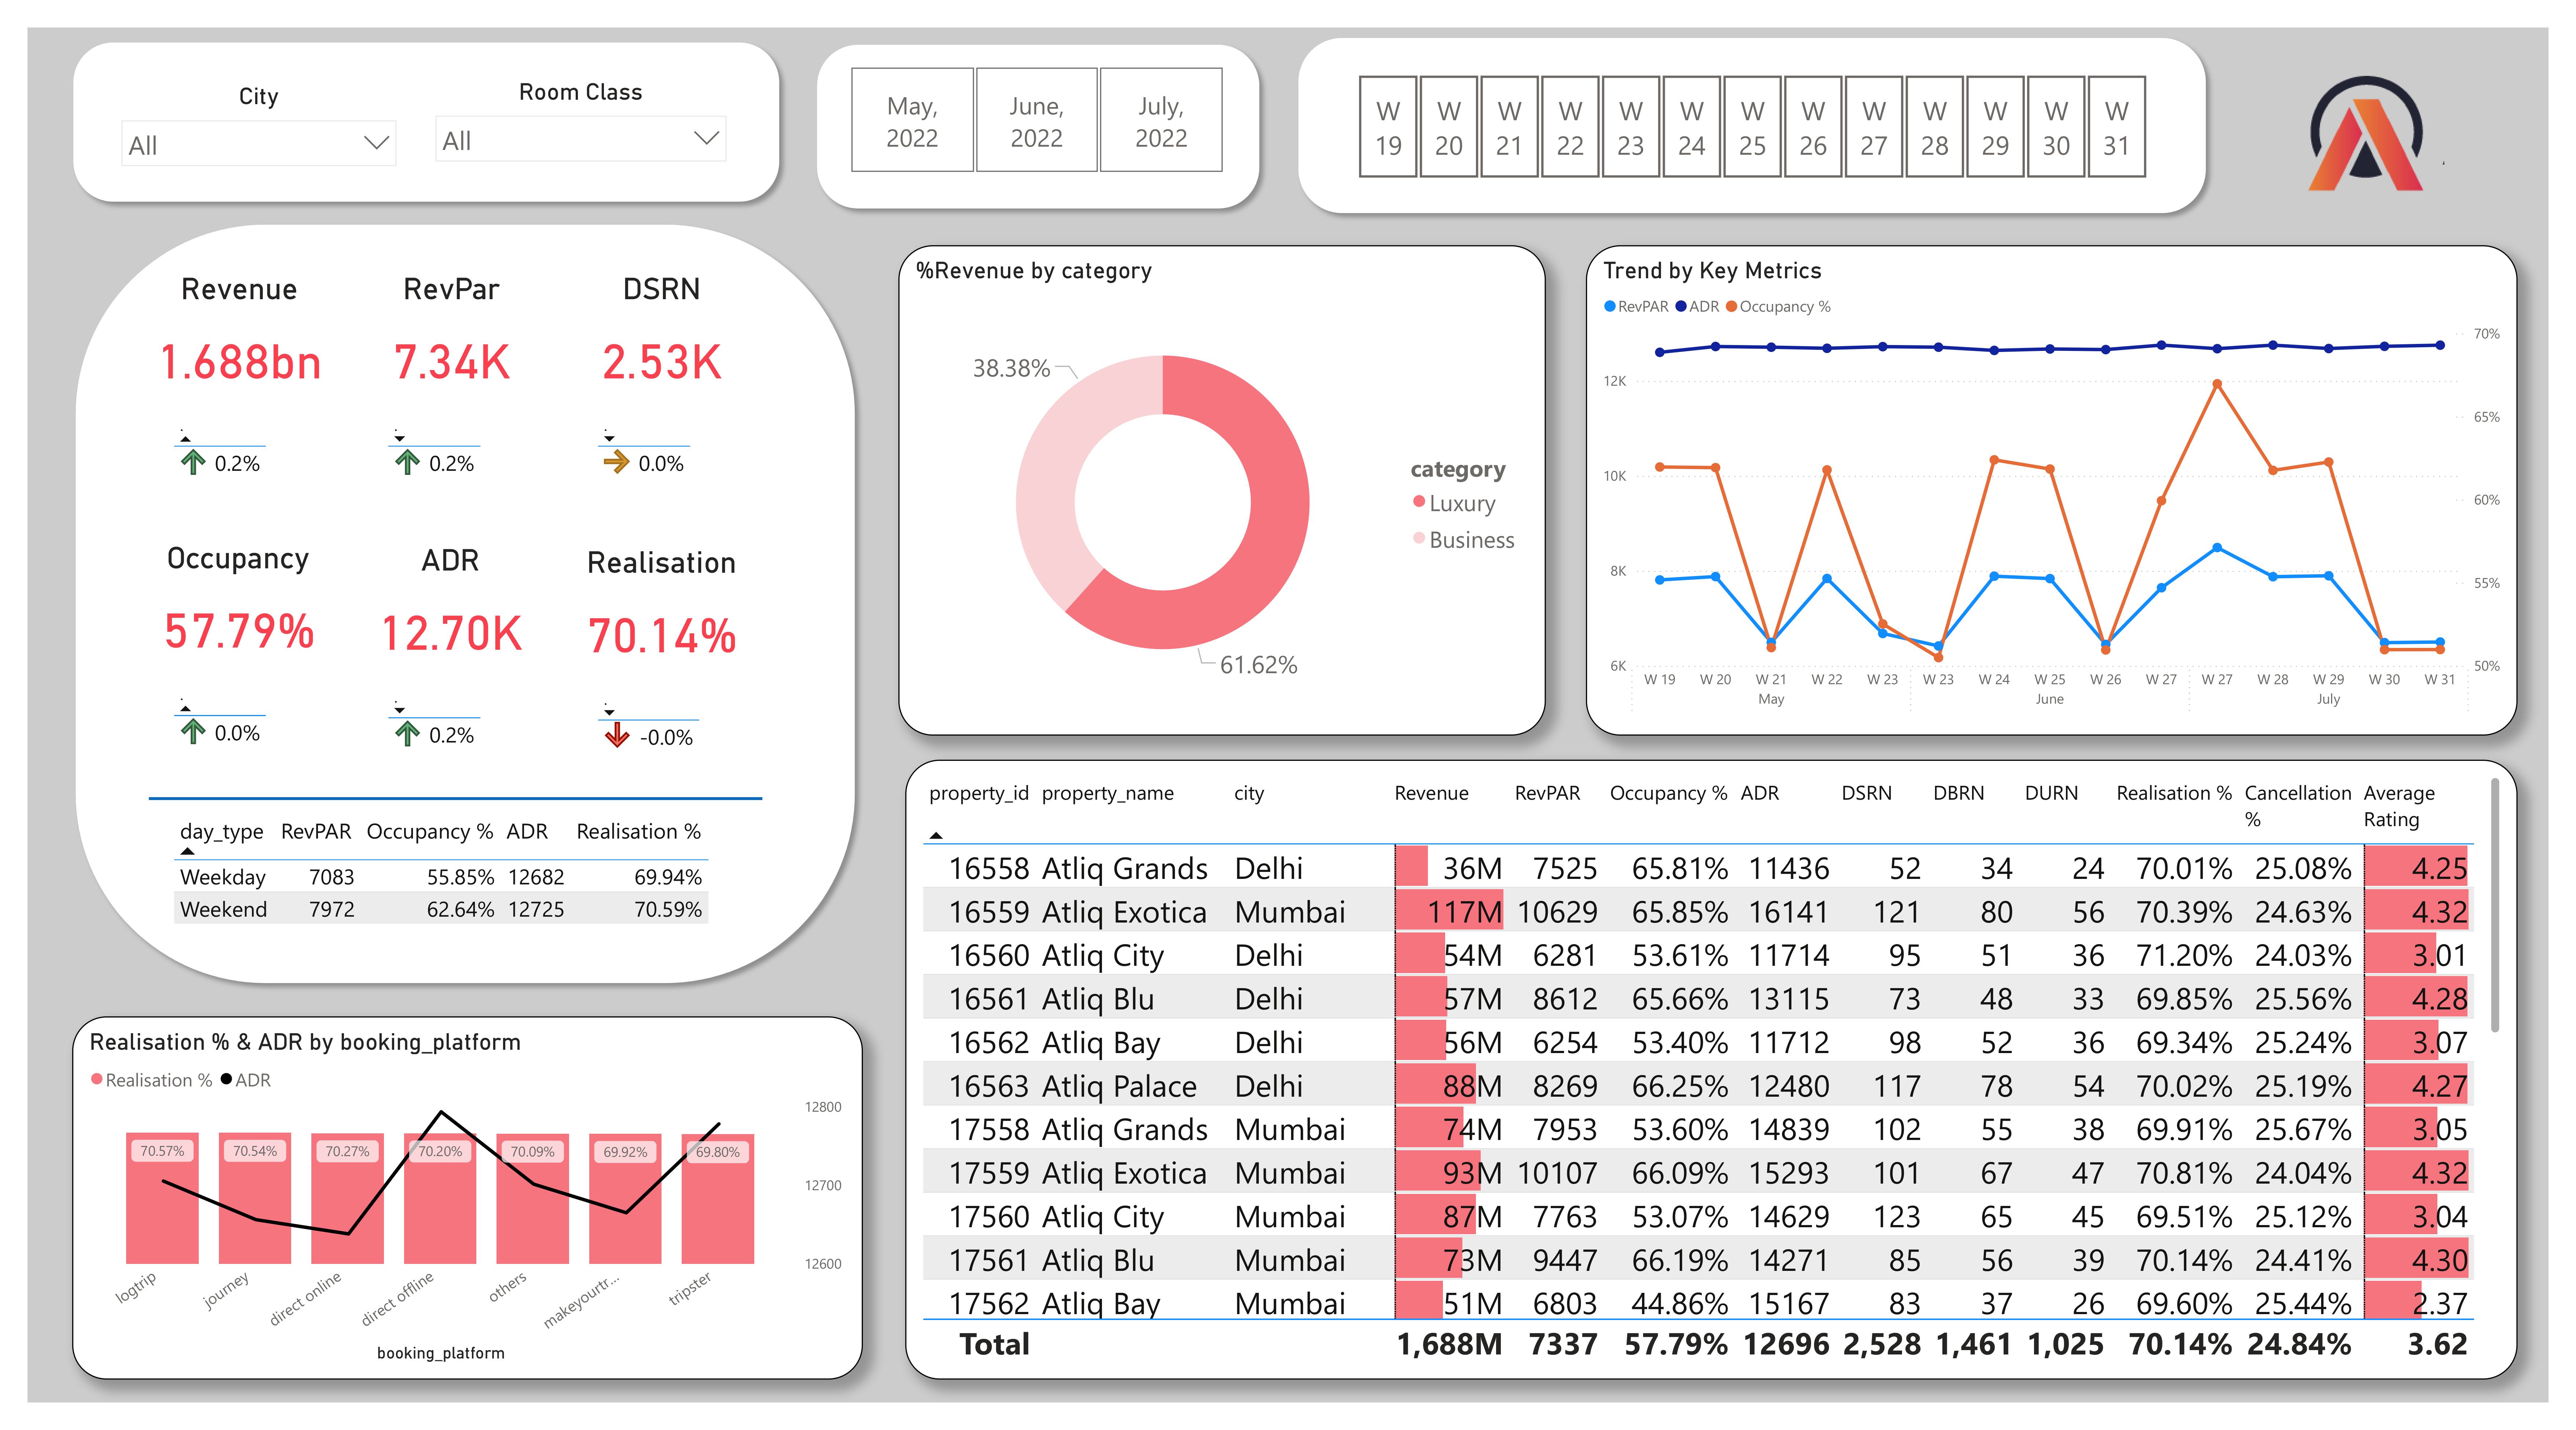 City
Room Class
All
All
May, 2022
June, 2022
July, 2022
W 19
W 20
W 21
W 22
W 23
W 24
W 25
W 26
W 27
W 28
W 29
W 30
W 31
Revenue RevPar DSRN
1.688bn 7.34K 2.53K
0.2% 0.2% 0.0%
Occupancy ADR Realisation
57.79% 12.70K 70.14%
0.0% 0.2% -0.0%
day_type RevPAR Occupancy % ADR Realisation %
Weekday 7083 55.85% 12682 69.94%
Weekend 7972 62.64% 12725 70.59%
%Revenue by category
38.38%
61.62%
category
Luxury
Business
Trend by Key Metrics
RevPAR ADR Occupancy %
70%
12K
65%
10K
60%
8K
55%
6K
50%
W 19 W 20 W 21 W 22 W 23 W 23 W 24 W 25 W 26 W 27 W 27 W 28 W 29 W 30 W 31
May June July
Realisation % & ADR by booking_platform
Realisation % ADR
12800
70.57% 70.54% 70.27% 70.20% 70.09% 69.92% 69.80%
12700
12600
logtrip journey direct online direct offline others makeyourtr... tripster
booking_platform
property_id property_name city Revenue RevPAR Occupancy % ADR DSRN DBRN DURN Realisation % Cancellation % Average Rating
16558 Atliq Grands Delhi 36M 7525 65.81% 11436 52 34 24 70.01% 25.08% 4.25
16559 Atliq Exotica Mumbai 117M 10629 65.85% 16141 121 80 56 70.39% 24.63% 4.32
16560 Atliq City Delhi 54M 6281 53.61% 11714 95 51 36 71.20% 24.03% 3.01
16561 Atliq Blu Delhi 57M 8612 65.66% 13115 73 48 33 69.85% 25.56% 4.28
16562 Atliq Bay Delhi 56M 6254 53.40% 11712 98 52 36 69.34% 25.24% 3.07
16563 Atliq Palace Delhi 88M 8269 66.25% 12480 117 78 54 70.02% 25.19% 4.27
17558 Atliq Grands Mumbai 74M 7953 53.60% 14839 102 55 38 69.91% 25.67% 3.05
17559 Atliq Exotica Mumbai 93M 10107 66.09% 15293 101 67 47 70.81% 24.04% 4.32
17560 Atliq City Mumbai 87M 7763 53.07% 14629 123 65 45 69.51% 25.12% 3.04
17561 Atliq Blu Mumbai 73M 9447 66.19% 14271 85 56 39 70.14% 24.41% 4.30
17562 Atliq Bay Mumbai 51M 6803 44.86% 15167 83 37 26 69.60% 25.44% 2.37
Total 1,688M 7337 57.79% 12696 2,528 1,461 1,025 70.14% 24.84% 3.62